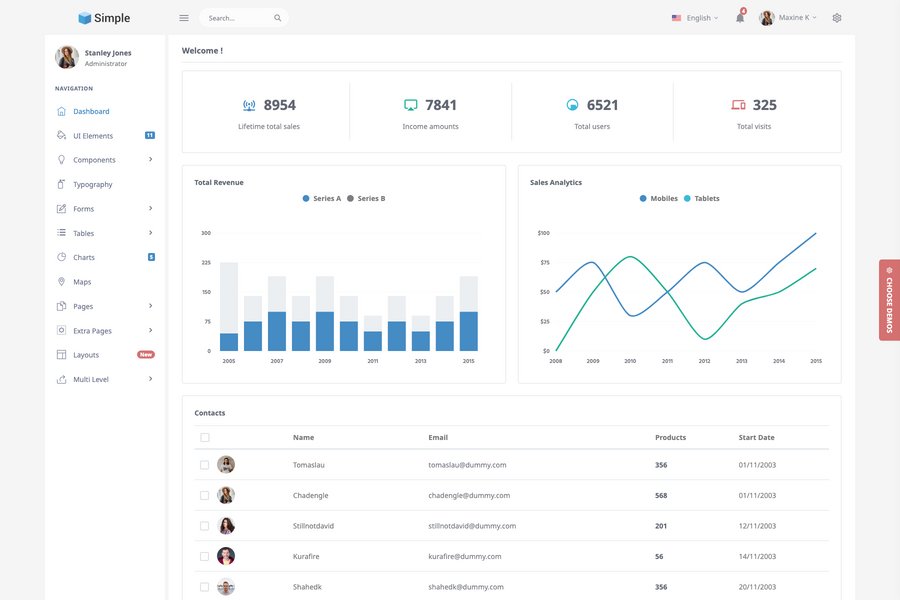 Simple
Search...
English
4
Maxine K
Stanley Jones
Administrator
NAVIGATION
Dashboard
UI Elements 11
Components
Typography
Forms
Tables
Charts 5
Maps
Pages
Extra Pages
Layouts New
Multi Level
Welcome !
8954
Lifetime total sales
7841
Income amounts
6521
Total users
325
Total visits
Total Revenue
Series A Series B
300
225
150
75
0
2005 2007 2009 2011 2013 2015
Sales Analytics
Mobiles Tablets
$100
$75
$50
$25
$0
2008 2009 2010 2011 2012 2013 2014 2015
CHOOSE DEMOS
Contacts
Name Email Products Start Date
Tomaslau tomaslau@dummy.com 356 01/11/2003
Chadengle chadengle@dummy.com 568 01/11/2003
Stillnotdavid stillnotdavid@dummy.com 201 12/11/2003
Kurafire kurafire@dummy.com 56 14/11/2003
Shahedk shahedk@dummy.com 356 20/11/2003